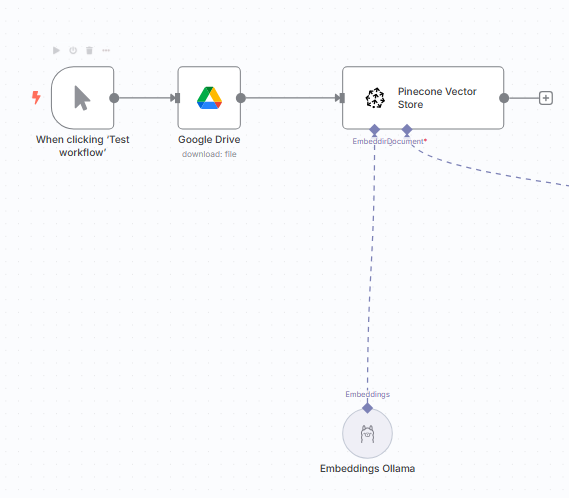 Pinecone Vector
Store
When clicking 'Test
workflow'
Google Drive
download: file
Document*
Embeddings
Embeddings Ollama